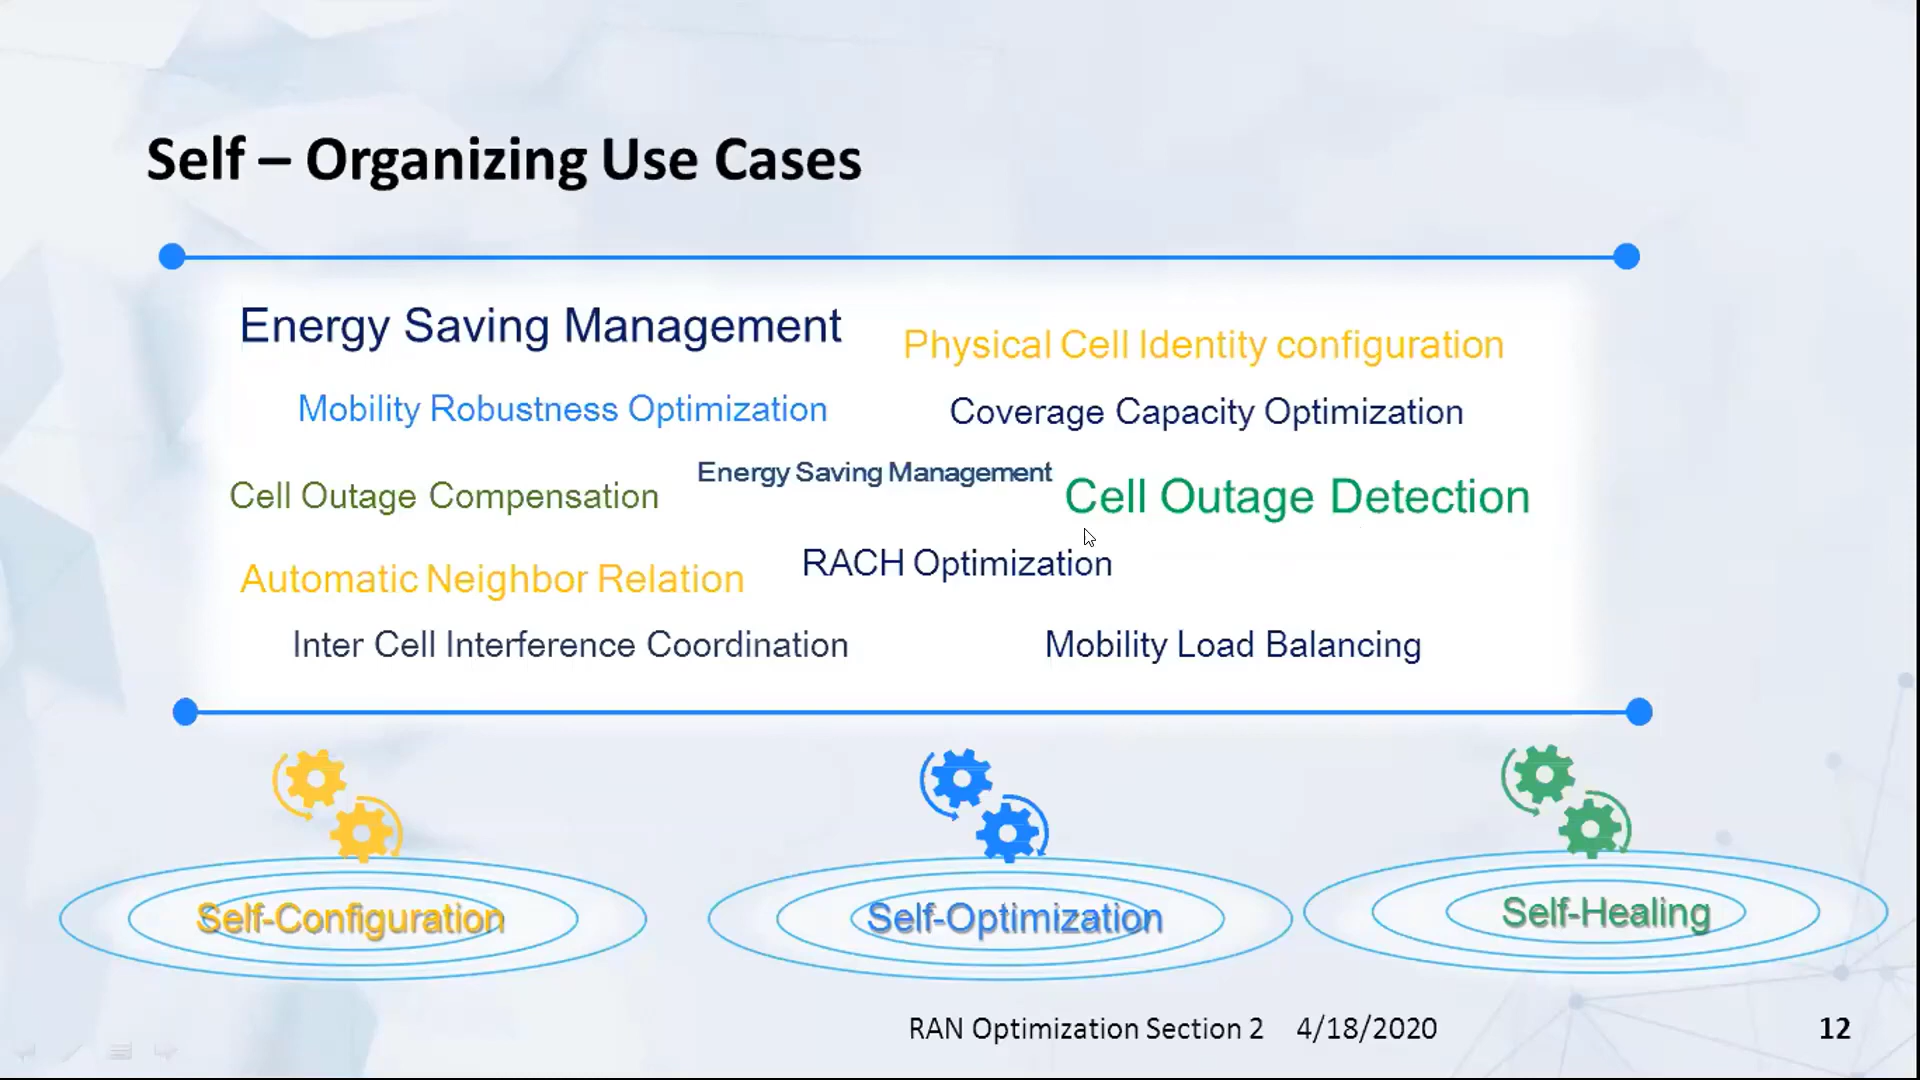 Self – Organizing Use Cases
Energy Saving Management
Physical Cell Identity configuration
Mobility Robustness Optimization
Coverage Capacity Optimization
Energy Saving Management
Cell Outage Compensation
Cell Outage Detection
RACH Optimization
Automatic Neighbor Relation
Inter Cell Interference Coordination
Mobility Load Balancing
Self-Configuration
Self-Optimization
Self-Healing
RAN Optimization Section 2 4/18/2020
12